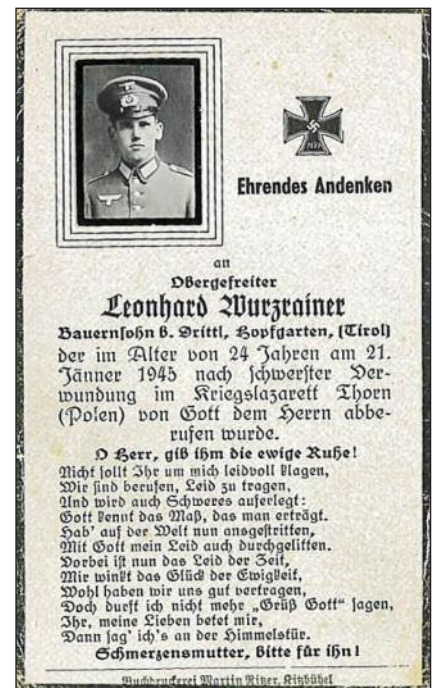 Ehrendes Andenken
an
Obergefreiter
Leonhard Wurzrainer
Bauernsohn b. Drittl, Hopfgarten, (Tirol)
der im Alter von 24 Jahren am 21.
Jänner 1945 nach schwerster Ver-
wundung im Kriegslazarett Thorn
(Polen) von Gott dem Herrn abbe-
rufen wurde.
O Herr, gib ihm die ewige Ruhe!
Nicht sollt Ihr um mich leidvoll klagen,
Wir sind berufen, Leid zu tragen,
Und wird auch Schweres auferlegt:
Gott kennt das Maß, das man erträgt.
Hab' auf der Welt nun ausgestritten,
Mit Gott mein Leid auch durchgelitten.
Vorbei ist nun das Leid der Zeit,
Mir winkt das Glück der Ewigkeit,
Wohl haben wir uns gut vertragen,
Doch durft ich nicht mehr „Grüß Gott" sagen,
Ihr, meine Lieben betet mir,
Dann sag' ich's an der Himmelstür.
Schmerzensmutter, bitte für ihn!
Buchdruckerei Martin Ritzer, Kitzbühel